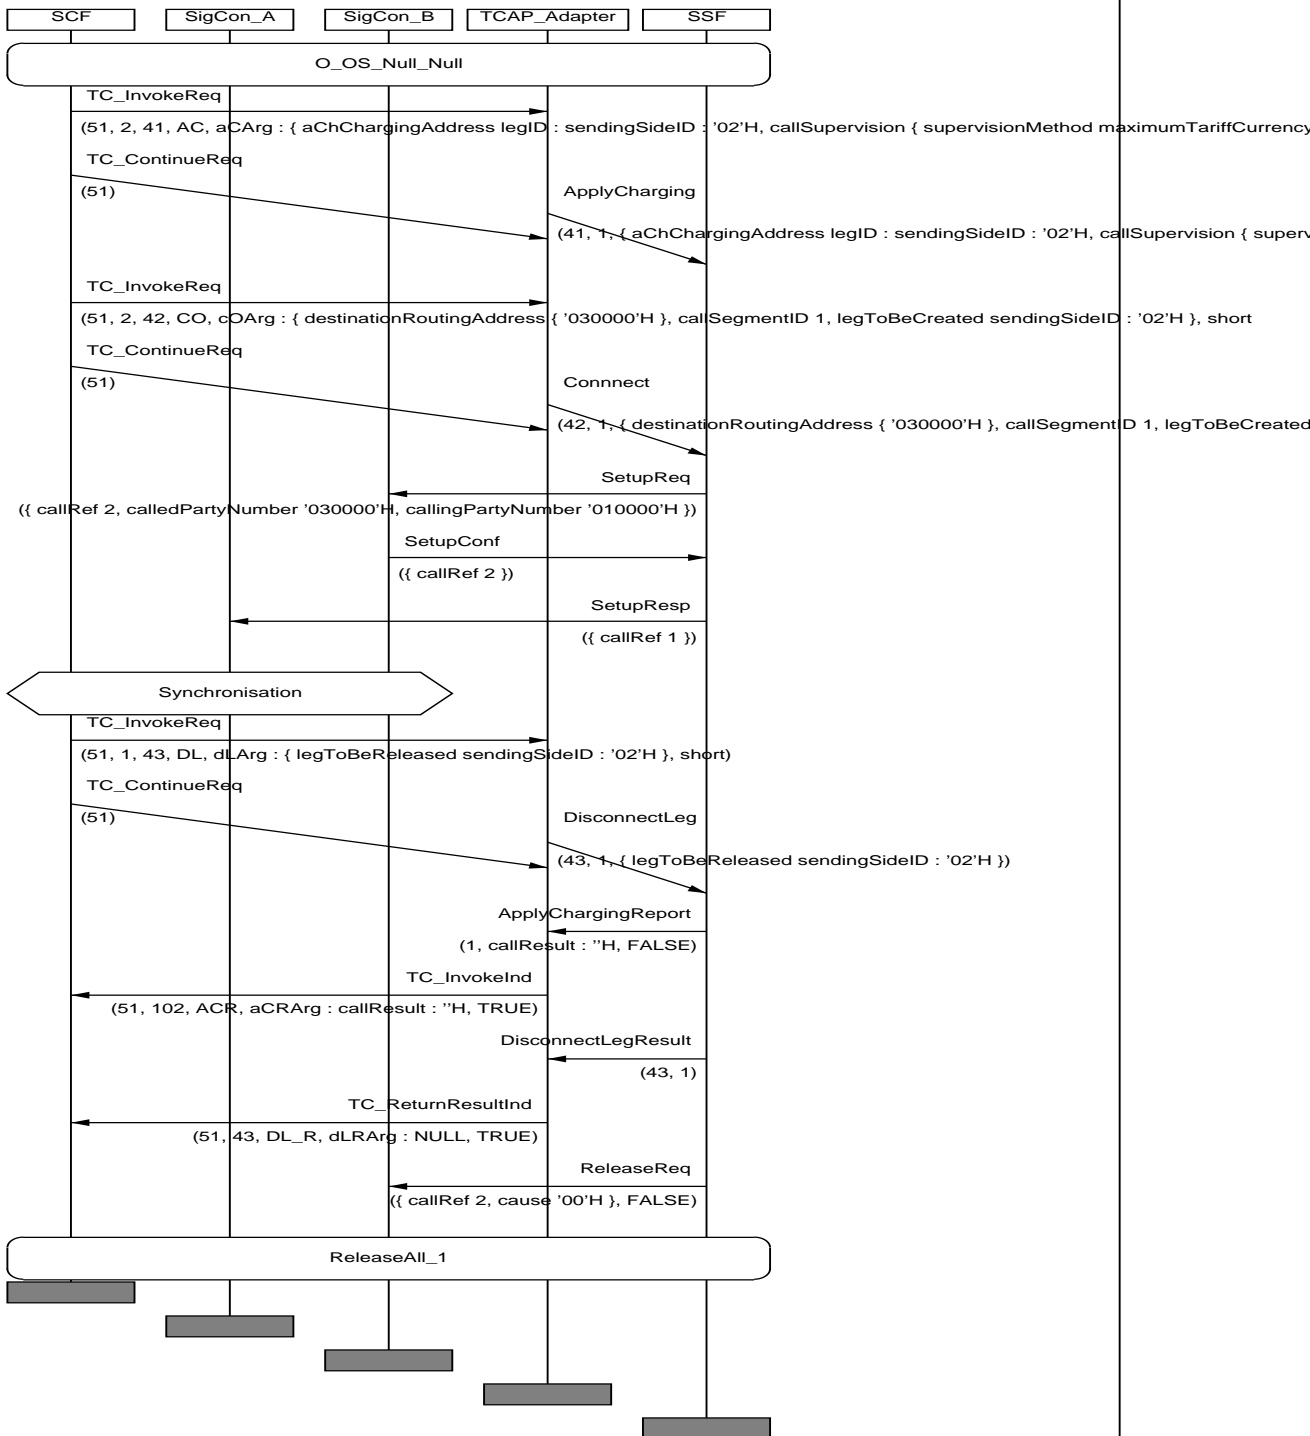 SCF SigCon_A SigCon_B TCAP_Adapter SSF
O_OS_Null_Null
TC_InvokeReq
(51, 2, 41, AC, aCArg : { aChChargingAddress legID : sendingSideID : '02'H, callSupervision { supervisionMethod maximumTariffCurrency
TC_ContinueReq
(51)
ApplyCharging
(41, 1, { aChChargingAddress legID : sendingSideID : '02'H, callSupervision { superv
TC_InvokeReq
(51, 2, 42, CO, cOArg : { destinationRoutingAddress { '030000'H }, callSegmentID 1, legToBeCreated sendingSideID : '02'H }, short
TC_ContinueReq
(51)
Connnect
(42, 1, { destinationRoutingAddress { '030000'H }, callSegmentID 1, legToBeCreated
SetupReq
({ callRef 2, calledPartyNumber '030000'H, callingPartyNumber '010000'H })
SetupConf
({ callRef 2 })
SetupResp
({ callRef 1 })
Synchronisation
TC_InvokeReq
(51, 1, 43, DL, dLArg : { legToBeReleased sendingSideID : '02'H }, short)
TC_ContinueReq
(51)
DisconnectLeg
(43, 1, { legToBeReleased sendingSideID : '02'H })
ApplyChargingReport
(1, callResult : ''H, FALSE)
TC_InvokeInd
(51, 102, ACR, aCRArg : callResult : ''H, TRUE)
DisconnectLegResult
(43, 1)
TC_ReturnResultInd
(51, 43, DL_R, dLRArg : NULL, TRUE)
ReleaseReq
({ callRef 2, cause '00'H }, FALSE)
ReleaseAll_1